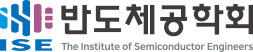 반도체공학회
ISE The Institute of Semiconductor Engineers